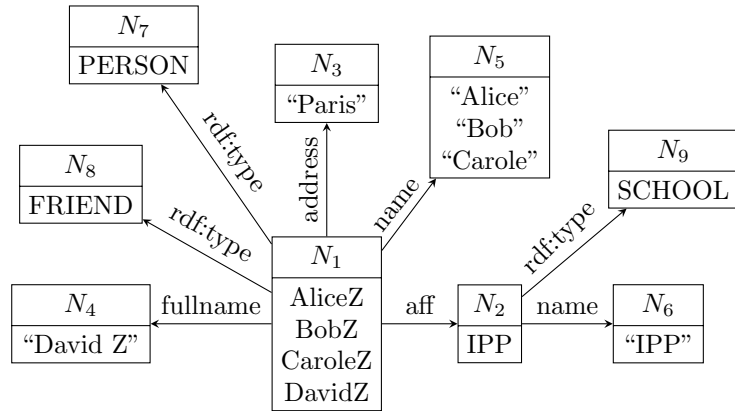 N7
PERSON
N3
“Paris”
N5
“Alice”
“Bob”
“Carole”
N8
FRIEND
N9
SCHOOL
rdf:type
address
name
rdf:type
rdf:type
N1
AliceZ
BobZ
CaroleZ
DavidZ
N4
“David Z”
fullname
aff
N2
IPP
name
N6
“IPP”